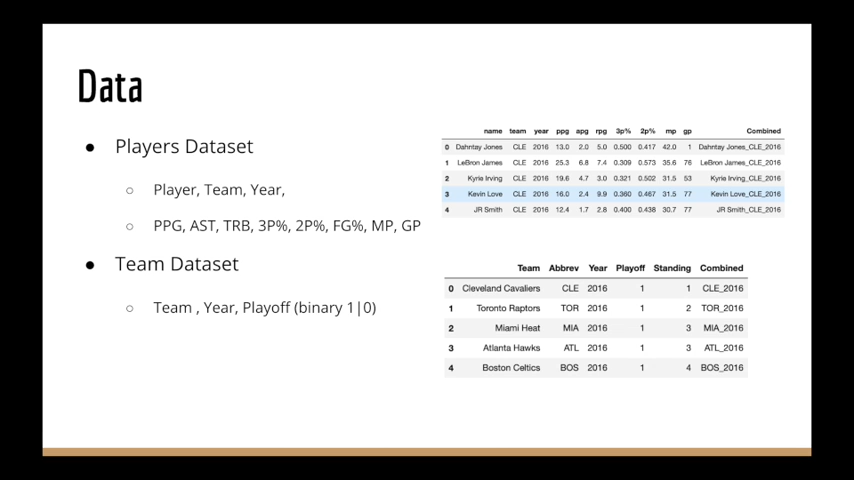 Data
● Players Dataset
○ Player, Team, Year,
○ PPG, AST, TRB, 3P%, 2P%, FG%, MP, GP
● Team Dataset
○ Team , Year, Playoff (binary 1|0)
name team year ppg apg rpg 3p% 2p% mp gp Combined
0 Dahntay Jones CLE 2016 13.0 2.0 5.0 0.500 0.417 42.0 1 Dahntay Jones_CLE_2016
1 LeBron James CLE 2016 25.3 6.8 7.4 0.309 0.573 35.6 76 LeBron James_CLE_2016
2 Kyrie Irving CLE 2016 19.6 4.7 3.0 0.321 0.502 31.5 53 Kyrie Irving_CLE_2016
3 Kevin Love CLE 2016 16.0 2.4 9.9 0.360 0.467 31.5 77 Kevin Love_CLE_2016
4 JR Smith CLE 2016 12.4 1.7 2.8 0.400 0.438 30.7 77 JR Smith_CLE_2016
Team Abbrev Year Playoff Standing Combined
0 Cleveland Cavaliers CLE 2016 1 1 CLE_2016
1 Toronto Raptors TOR 2016 1 2 TOR_2016
2 Miami Heat MIA 2016 1 3 MIA_2016
3 Atlanta Hawks ATL 2016 1 3 ATL_2016
4 Boston Celtics BOS 2016 1 4 BOS_2016